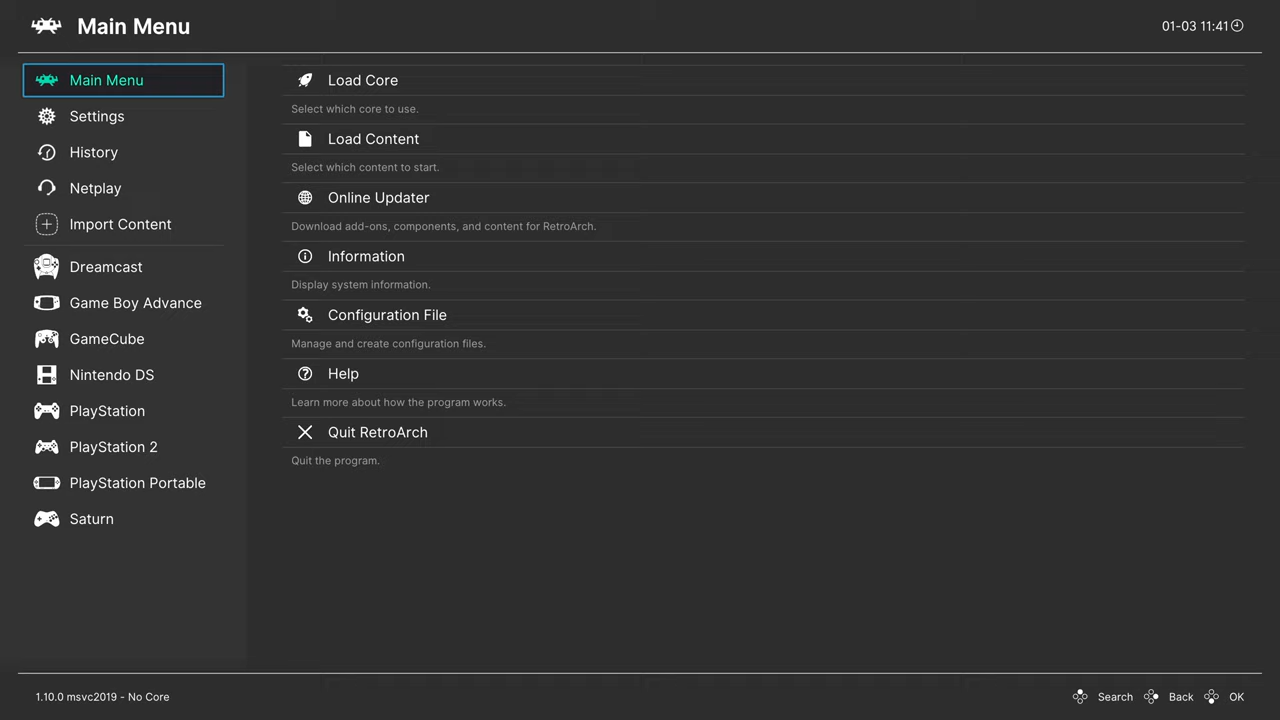 Main Menu
01-03 11:41
Main Menu
Settings
History
Netplay
Import Content
Dreamcast
Game Boy Advance
GameCube
Nintendo DS
PlayStation
PlayStation 2
PlayStation Portable
Saturn
Load Core
Select which core to use.
Load Content
Select which content to start.
Online Updater
Download add-ons, components, and content for RetroArch.
Information
Display system information.
Configuration File
Manage and create configuration files.
Help
Learn more about how the program works.
Quit RetroArch
Quit the program.
1.10.0 msvc2019 - No Core
Search Back OK